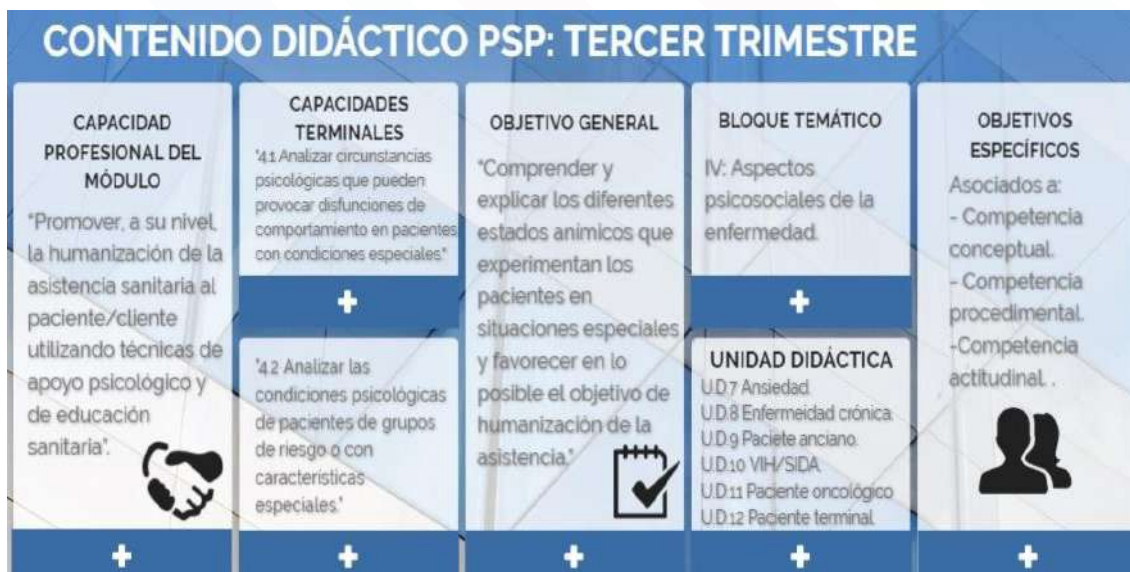 CONTENIDO DIDÁCTICO PSP: TERCER TRIMESTRE
CAPACIDAD
PROFESIONAL DEL
MÓDULO
"Promover, a su nivel,
la humanización de la
asistencia sanitaria al
paciente/cliente
utilizando técnicas de
apoyo psicológico y
de educación
sanitaria".
CAPACIDADES
TERMINALES
"4.1 Analizar circunstancias
psicológicas que pueden
provocar disfunciones de
comportamiento en pacientes
con condiciones especiales."
"4.2 Analizar las
condiciones psicológicas
de pacientes de grupos
de riesgo o con
características
especiales."
OBJETIVO GENERAL
"Comprender y
explicar los diferentes
estados anímicos que
experimentan los
pacientes en
situaciones especiales
y favorecer en lo
posible el objetivo de
humanización de la
asistencia."
BLOQUE TEMÁTICO
IV: Aspectos
psicosociales de la
enfermedad.
UNIDAD DIDÁCTICA
U.D.7 Ansiedad.
U.D.8 Enfermeidad crónica.
U.D.9 Paciete anciano.
U.D.10 VIH/SIDA
U.D.11 Paciente oncológico
U.D.12 Paciente terminal
OBJETIVOS
ESPECÍFICOS
Asociados a:
- Competencia
conceptual.
- Competencia
procedimental.
-Competencia
actitudinal. .